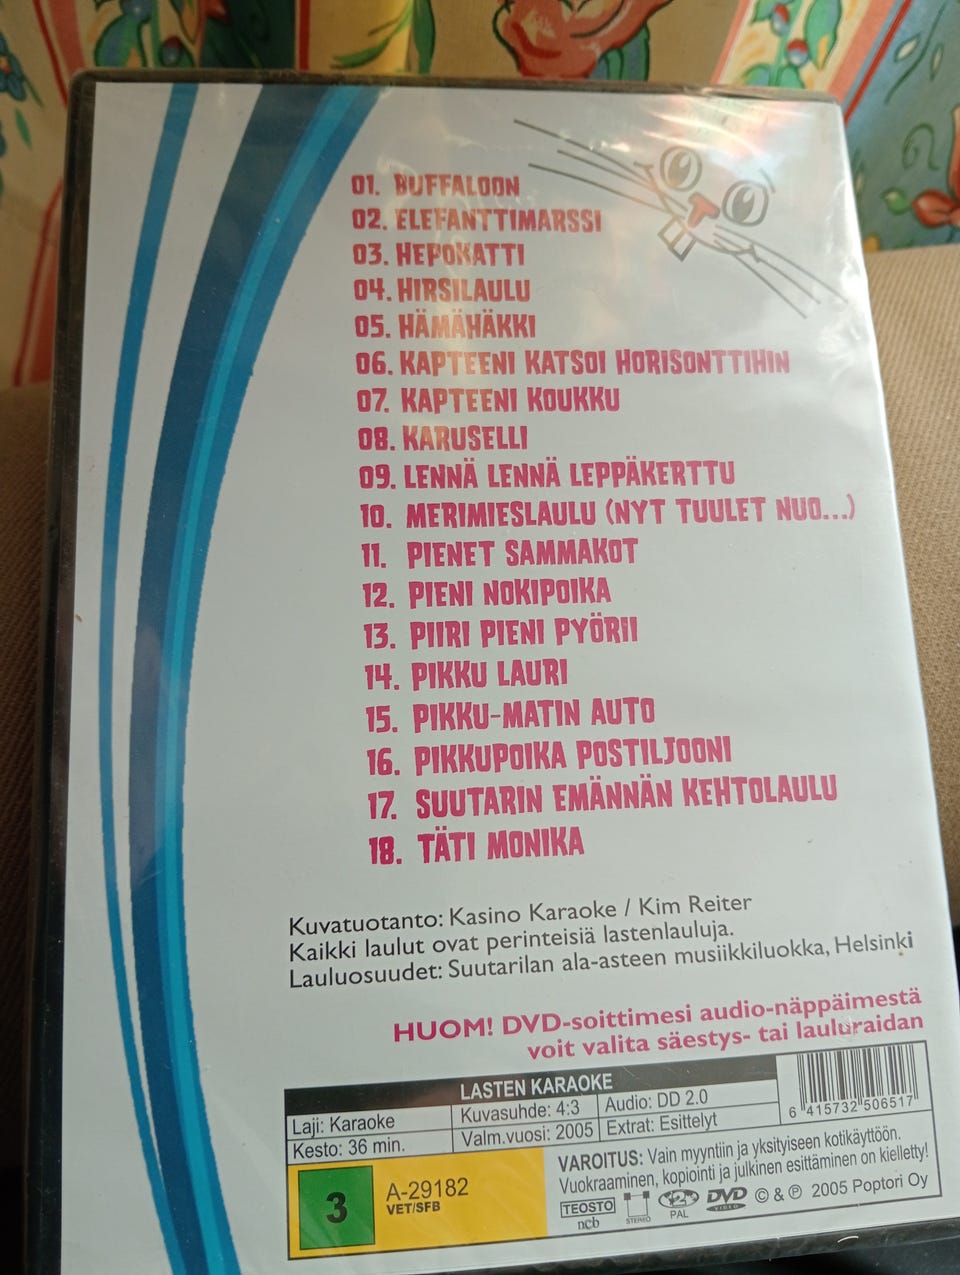 01. BUFFALOON
02. ELEFANTTIMARSSI
03. HEPOKATTI
04. HIRSILAULU
05. HÄMÄHÄKKI
06. KAPTEENI KATSOI HORISONTTIHIN
07. KAPTEENI KOUKKU
08. KARUSELLI
09. LENNÄ LENNÄ LEPPÄKERTTU
10. MERIMIESLAULU (NYT TUULET NUO...)
11. PIENET SAMMAKOT
12. PIENI NOKIPOIKA
13. PIIRI PIENI PYÖRII
14. PIKKU LAURI
15. PIKKU-MATIN AUTO
16. PIKKUPOIKA POSTILJOONI
17. SUUTARIN EMÄNNÄN KEHTOLAULU
18. TÄTI MONIKA
Kuvatuotanto: Kasino Karaoke / Kim Reiter
Kaikki laulut ovat perinteisiä lastenlauluja.
Lauluosuudet: Suutarilan ala-asteen musiikkiluokka, Helsinki
HUOM! DVD-soittimesi audio-näppäimestä
voit valita säestys- tai lauluraidan
LASTEN KARAOKE
Laji: Karaoke Kuvasuhde: 4:3 Audio: DD 2.0
Kesto: 36 min. Valm.vuosi: 2005 Extrat: Esittelyt
6 415732 506517
3 A-29182
VET/SFB
VAROITUS: Vain myyntiin ja yksityiseen kotikäyttöön.
Vuokraaminen, kopiointi ja julkinen esittäminen on kielletty!
TEOSTO
ncb
STEREO
2
PAL
DVD
VIDEO
© & ℗ 2005 Poptori Oy